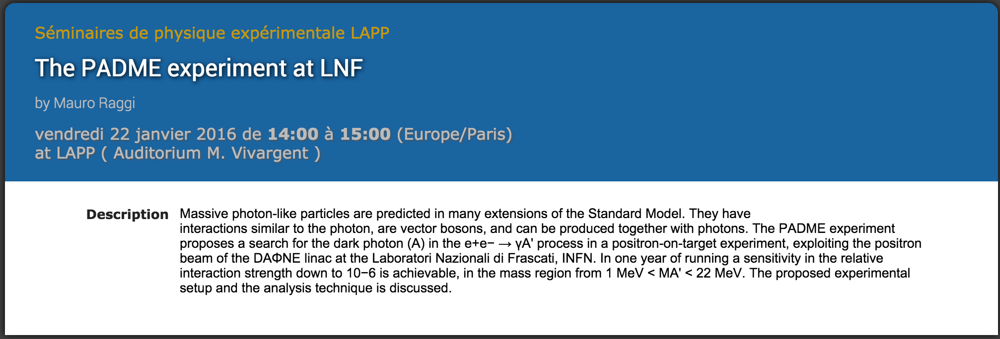 Séminaires de physique expérimentale LAPP
The PADME experiment at LNF
by Mauro Raggi
vendredi 22 janvier 2016 de 14:00 à 15:00 (Europe/Paris)
at LAPP ( Auditorium M. Vivargent )
Description Massive photon-like particles are predicted in many extensions of the Standard Model. They have
interactions similar to the photon, are vector bosons, and can be produced together with photons. The PADME experiment
proposes a search for the dark photon (A) in the e+e− → γA' process in a positron-on-target experiment, exploiting the positron
beam of the DAΦNE linac at the Laboratori Nazionali di Frascati, INFN. In one year of running a sensitivity in the relative
interaction strength down to 10−6 is achievable, in the mass region from 1 MeV < MA' < 22 MeV. The proposed experimental
setup and the analysis technique is discussed.